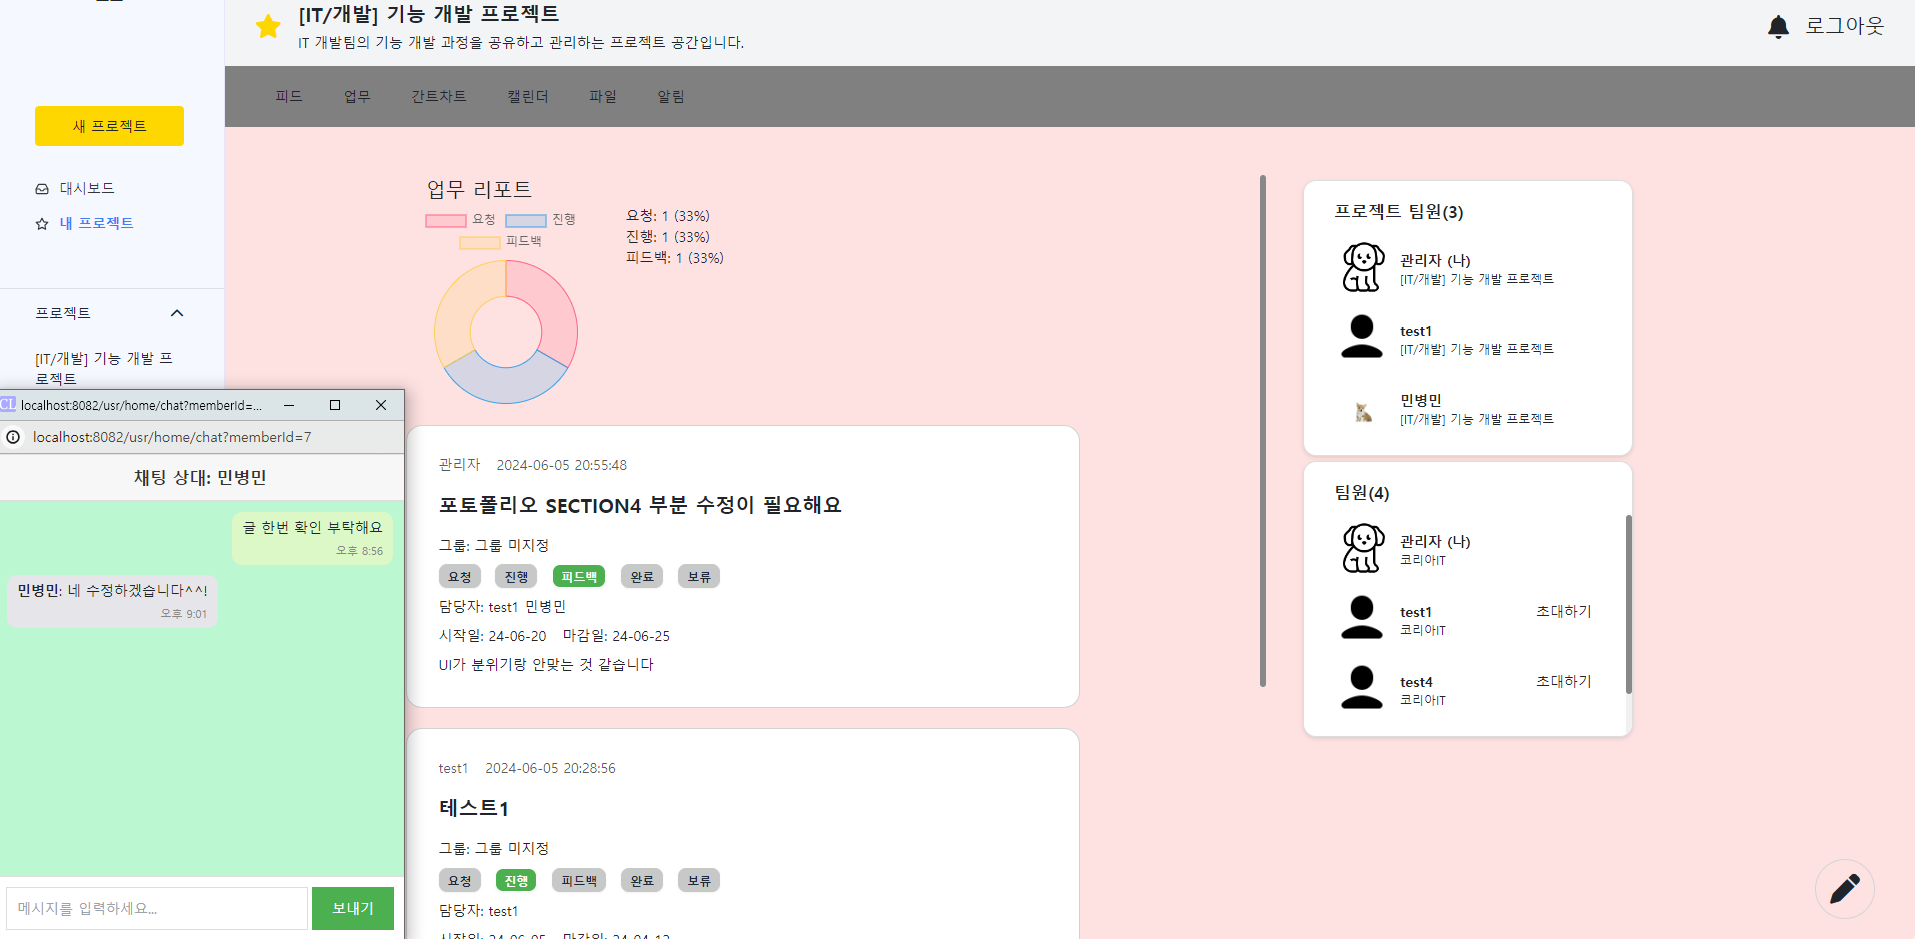 [IT/개발] 기능 개발 프로젝트
IT 개발팀의 기능 개발 과정을 공유하고 관리하는 프로젝트 공간입니다.
로그아웃
피드 업무 간트차트 캘린더 파일 알림
새 프로젝트
대시보드
내 프로젝트
프로젝트
[IT/개발] 기능 개발 프
로젝트
업무 리포트
요청 진행
피드백
요청: 1 (33%)
진행: 1 (33%)
피드백: 1 (33%)
관리자 2024-06-05 20:55:48
포토폴리오 SECTION4 부분 수정이 필요해요
그룹: 그룹 미지정
요청 진행 피드백 완료 보류
담당자: test1 민병민
시작일: 24-06-20 마감일: 24-06-25
UI가 분위기랑 안맞는 것 같습니다
test1 2024-06-05 20:28:56
테스트1
그룹: 그룹 미지정
요청 진행 피드백 완료 보류
담당자: test1
시작일: 24-06-05 마감일: 24-04-12
프로젝트 팀원(3)
관리자 (나)
[IT/개발] 기능 개발 프로젝트
test1
[IT/개발] 기능 개발 프로젝트
민병민
[IT/개발] 기능 개발 프로젝트
팀원(4)
관리자 (나)
코리아IT
test1 초대하기
코리아IT
test4 초대하기
코리아IT
CL localhost:8082/usr/home/chat?memberId=...
localhost:8082/usr/home/chat?memberId=7
채팅 상대: 민병민
글 한번 확인 부탁해요
오후 8:56
민병민: 네 수정하겠습니다^^!
오후 9:01
메시지를 입력하세요...
보내기